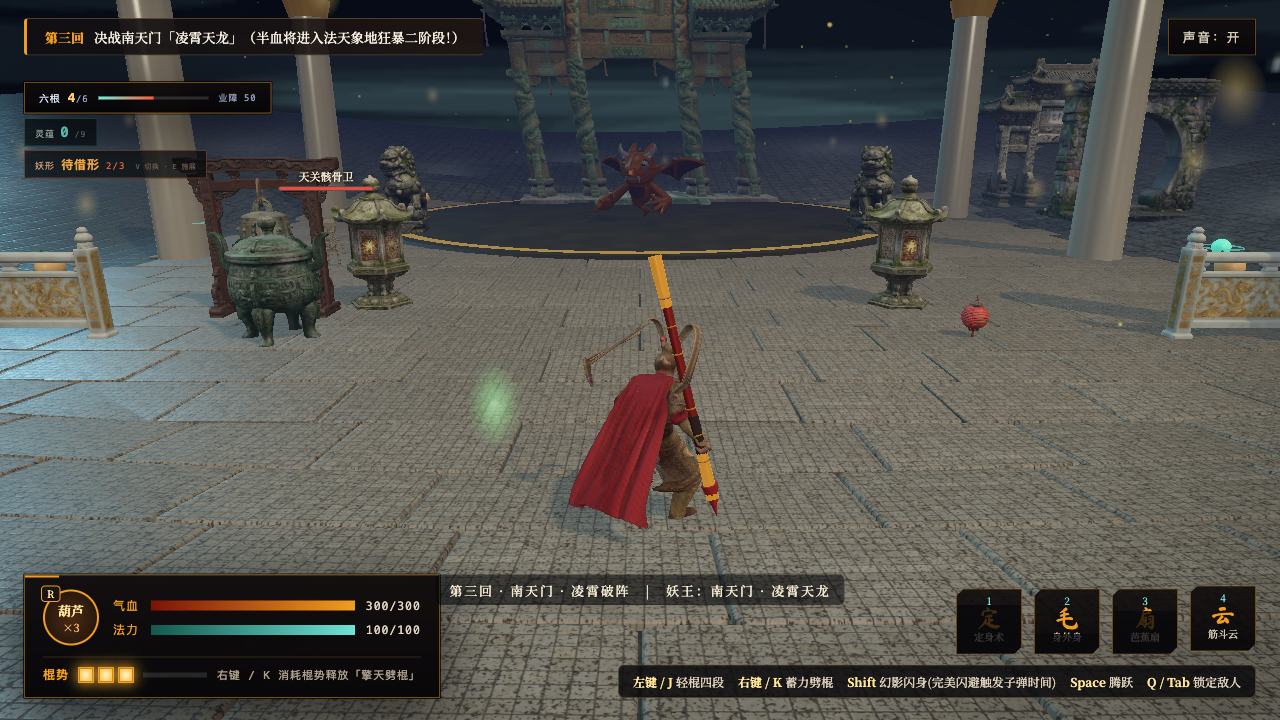 第三回 决战南天门「凌霄天龙」（半血将进入法天象地狂暴二阶段！）
声音：开
六根 4/6 业障 50
灵蕴 0 /9
妖形 待借形 2/3 V 切换 · E 施展
天关骸骨卫
R
葫芦
×3
气血 300/300
法力 100/100
棍势 右键 / K 消耗棍势释放「擎天劈棍」
第三回 · 南天门 · 凌霄破阵 ｜ 妖王：南天门 · 凌霄天龙
1
定
定身术
2
毛
身外身
3
扇
芭蕉扇
4
云
筋斗云
左键 / J 轻棍四段 右键 / K 蓄力劈棍 Shift 幻影闪身(完美闪避触发子弹时间) Space 腾跃 Q / Tab 锁定敌人